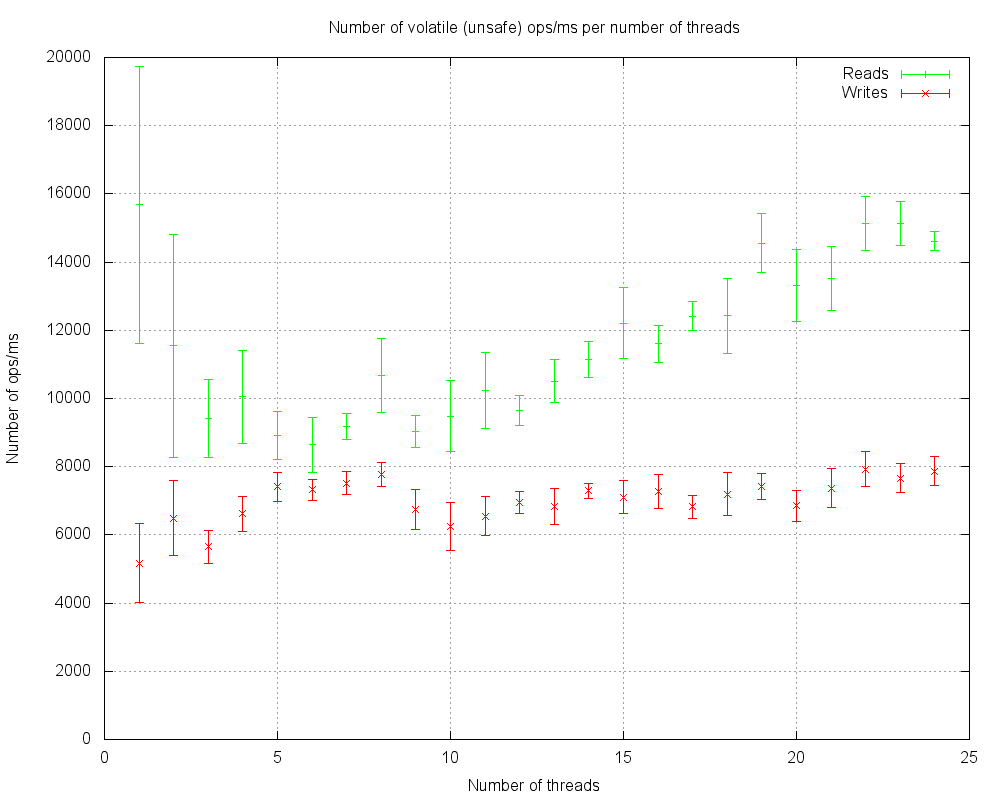 Number of volatile (unsafe) ops/ms per number of threads
20000
18000
16000
14000
12000
10000
8000
6000
4000
2000
0
Number of ops/ms
Reads
Writes
0 5 10 15 20 25
Number of threads